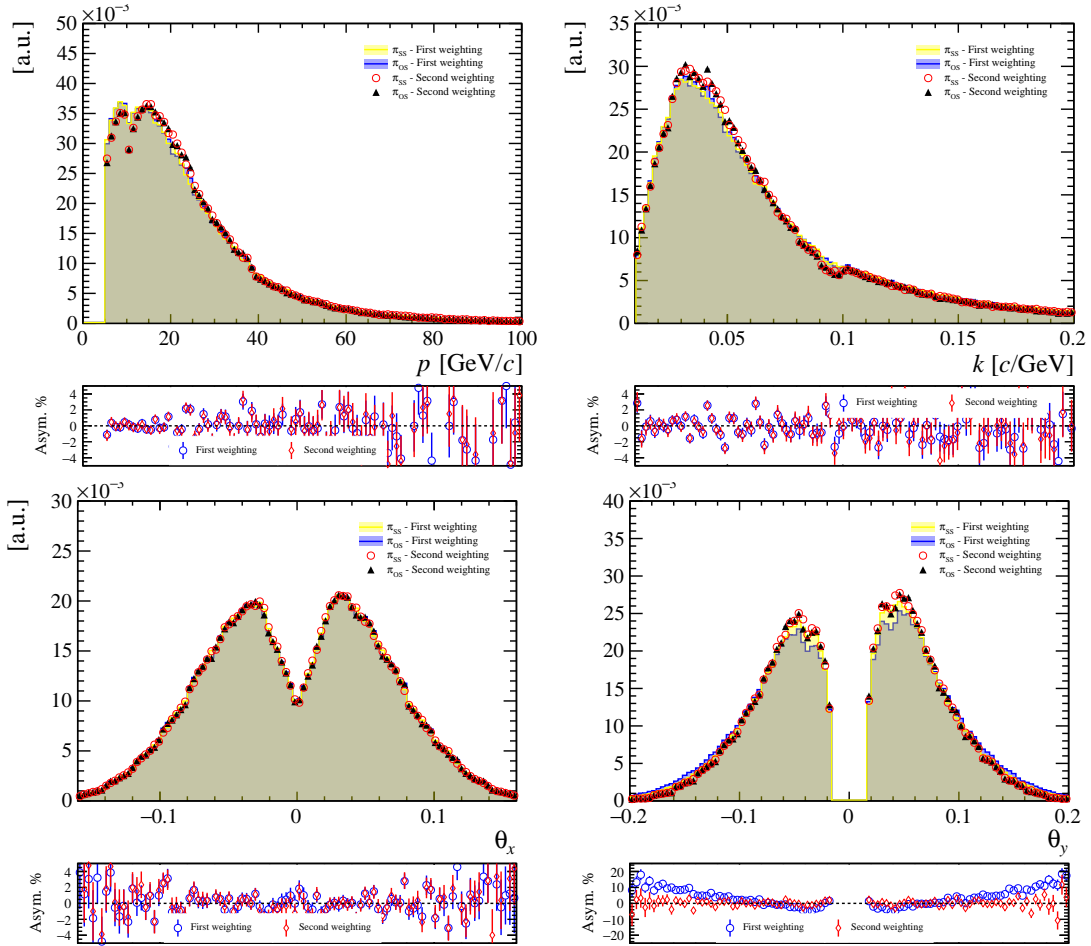 ×10⁻³
[a.u.]
50
45
40
35
30
25
20
15
10
5
0
π_SS - First weighting
π_OS - First weighting
π_SS - Second weighting
π_OS - Second weighting
0 20 40 60 80 100
p [GeV/c]
Asym. %
4
2
0
−2
−4
First weighting Second weighting
×10⁻³
[a.u.]
35
30
25
20
15
10
5
0
π_SS - First weighting
π_OS - First weighting
π_SS - Second weighting
π_OS - Second weighting
0.05 0.1 0.15 0.2
k [c/GeV]
Asym. %
4
2
0
−2
−4
First weighting Second weighting
×10⁻³
[a.u.]
30
25
20
15
10
5
0
π_SS - First weighting
π_OS - First weighting
π_SS - Second weighting
π_OS - Second weighting
−0.1 0 0.1
θ_x
Asym. %
4
2
0
−2
−4
First weighting Second weighting
×10⁻³
40
35
30
25
20
15
10
5
0
π_SS - First weighting
π_OS - First weighting
π_SS - Second weighting
π_OS - Second weighting
−0.2 −0.1 0 0.1 0.2
θ_y
Asym. %
20
10
0
−10
−20
First weighting Second weighting